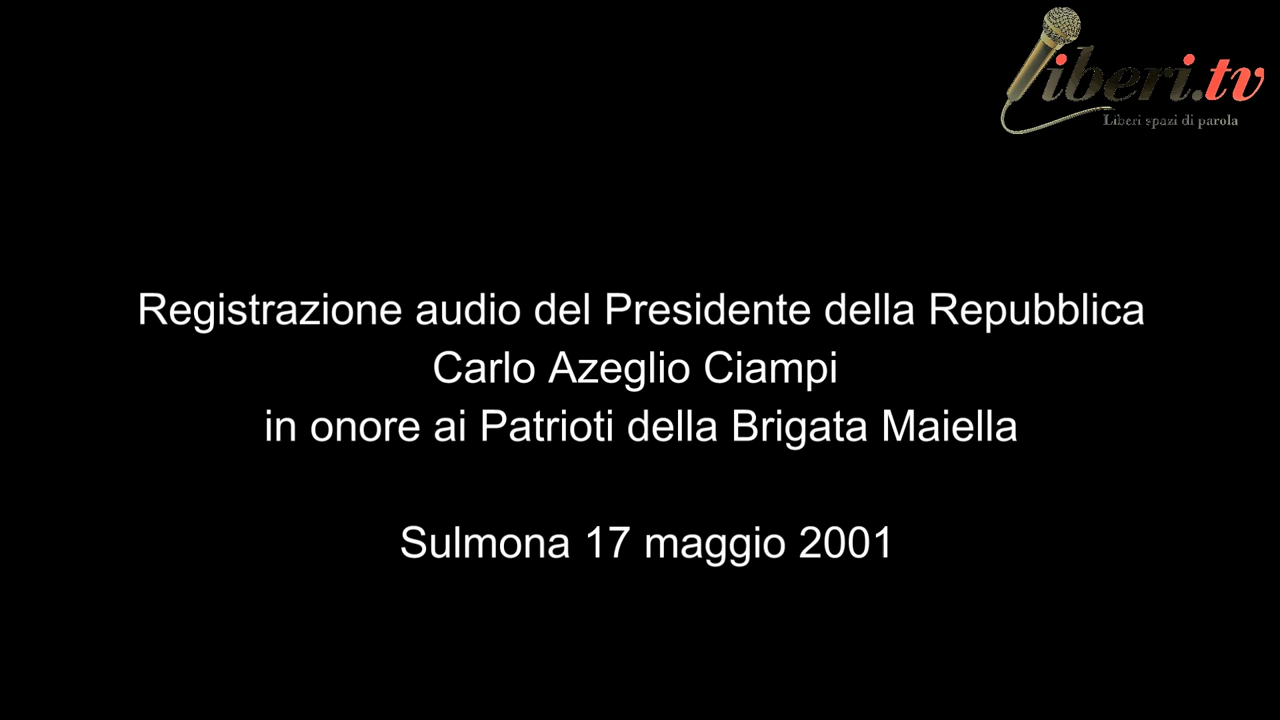 liberi.tv
Liberi spazi di parola
Registrazione audio del Presidente della Repubblica
Carlo Azeglio Ciampi
in onore ai Patrioti della Brigata Maiella
Sulmona 17 maggio 2001